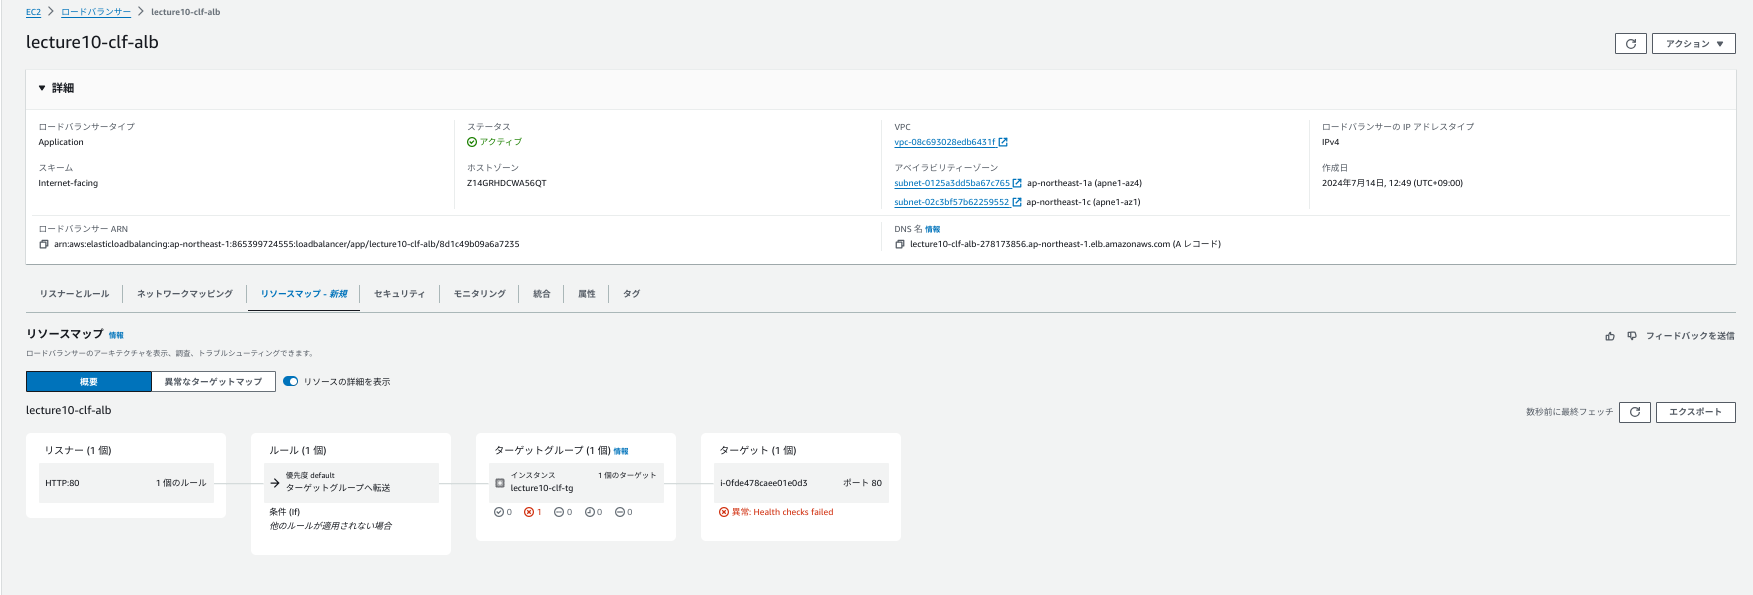 EC2 > ロードバランサー > lecture10-clf-alb
lecture10-clf-alb
アクション ▼
▼ 詳細
ロードバランサータイプ
Application
ステータス
アクティブ
VPC
vpc-08c693028edb6431f
ロードバランサーの IP アドレスタイプ
IPv4
スキーム
Internet-facing
ホストゾーン
Z14GRHDCWA56QT
アベイラビリティーゾーン
subnet-0125a3dd5ba67c765 ap-northeast-1a (apne1-az4)
subnet-02c3bf57b62259552 ap-northeast-1c (apne1-az1)
作成日
2024年7月14日, 12:49 (UTC+09:00)
ロードバランサー ARN
arn:aws:elasticloadbalancing:ap-northeast-1:865399724555:loadbalancer/app/lecture10-clf-alb/8d1c49b09a6a7235
DNS 名 情報
lecture10-clf-alb-278173856.ap-northeast-1.elb.amazonaws.com (A レコード)
リスナーとルール ネットワークマッピング リソースマップ - 新規 セキュリティ モニタリング 統合 属性 タグ
リソースマップ 情報
フィードバックを送信
ロードバランサーのアーキテクチャを表示、調査、トラブルシューティングできます。
概要 異常なターゲットマップ リソースの詳細を表示
lecture10-clf-alb
数秒前に最終フェッチ エクスポート
リスナー (1 個)
HTTP:80 1 個のルール
ルール (1 個)
優先度 default
→ ターゲットグループへ転送
条件 (If)
他のルールが適用されない場合
ターゲットグループ (1 個) 情報
インスタンス 1 個のターゲット
lecture10-clf-tg
0 1 0 0 0
ターゲット (1 個)
i-0fde478caee01e0d3 ポート 80
異常: Health checks failed